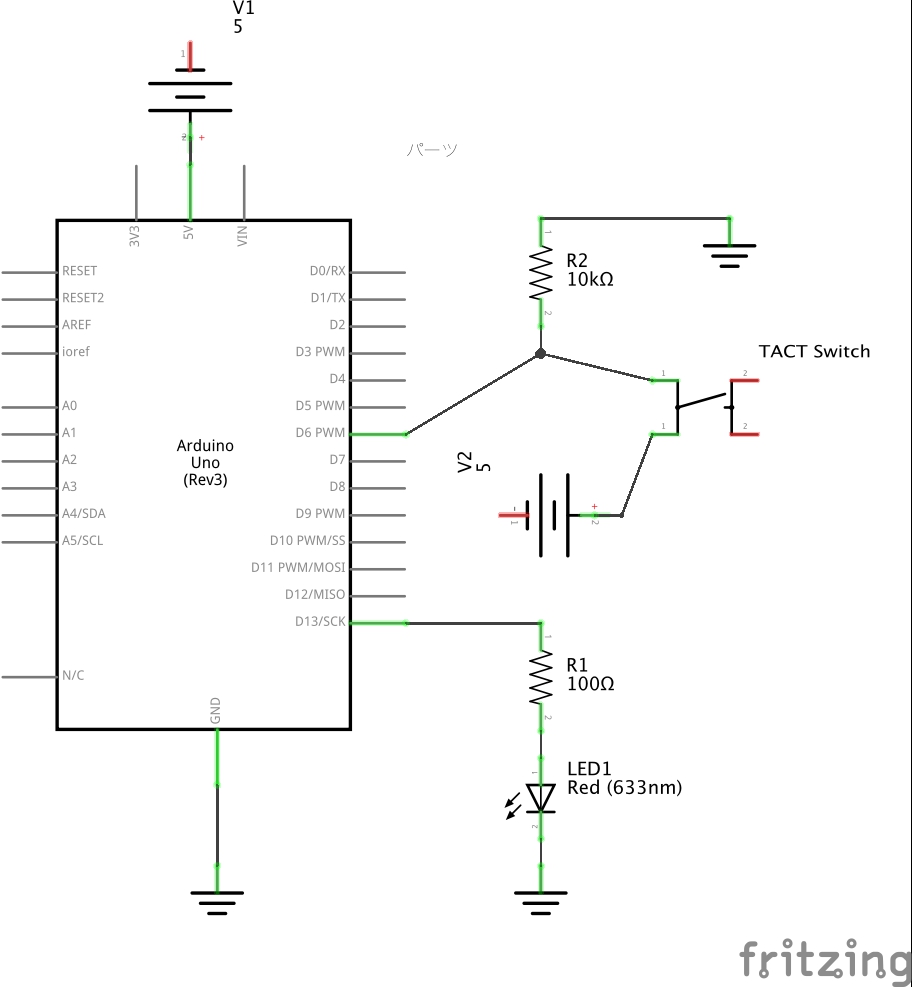 V1
5
1
2 +
パーツ
3V3
5V
VIN
RESET
RESET2
AREF
ioref
A0
A1
A2
A3
A4/SDA
A5/SCL
N/C
Arduino
Uno
(Rev3)
D0/RX
D1/TX
D2
D3 PWM
D4
D5 PWM
D6 PWM
D7
D8
D9 PWM
D10 PWM/SS
D11 PWM/MOSI
D12/MISO
D13/SCK
GND
1
R2
10kΩ
2
TACT Switch
1
2
1
2
V2
5
- 1
+ 2
1
R1
100Ω
2
LED1
Red (633nm)
1
2
fritzing